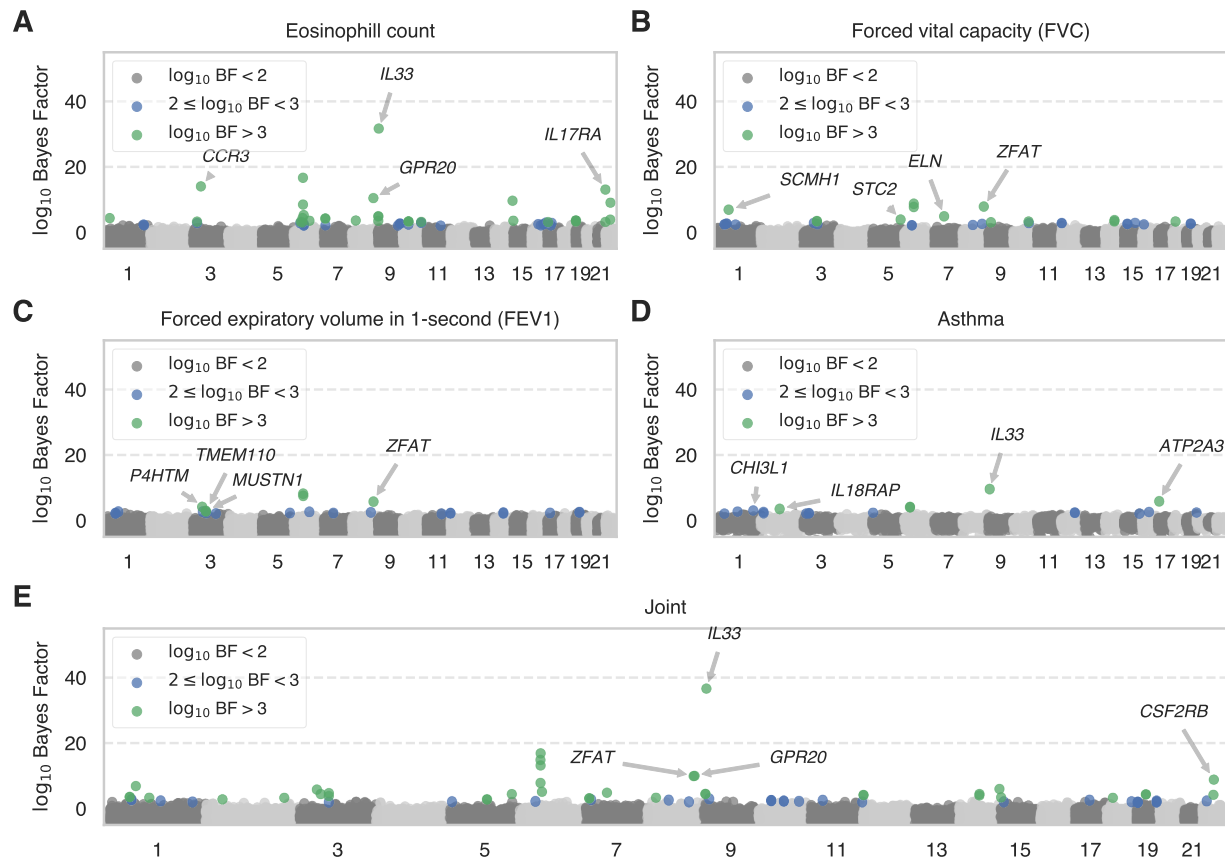 A
Eosinophill count
log₁₀ Bayes Factor
40
20
0
log₁₀ BF < 2
2 ≤ log₁₀ BF < 3
log₁₀ BF > 3
IL33
IL17RA
CCR3
GPR20
1 3 5 7 9 11 13 15 17 19 21
B
Forced vital capacity (FVC)
log₁₀ Bayes Factor
40
20
0
log₁₀ BF < 2
2 ≤ log₁₀ BF < 3
log₁₀ BF > 3
SCMH1
STC2
ELN
ZFAT
1 3 5 7 9 11 13 15 17 19 21
C
Forced expiratory volume in 1-second (FEV1)
log₁₀ Bayes Factor
40
20
0
log₁₀ BF < 2
2 ≤ log₁₀ BF < 3
log₁₀ BF > 3
P4HTM
TMEM110
MUSTN1
ZFAT
1 3 5 7 9 11 13 15 17 19 21
D
Asthma
log₁₀ Bayes Factor
40
20
0
log₁₀ BF < 2
2 ≤ log₁₀ BF < 3
log₁₀ BF > 3
CHI3L1
IL18RAP
IL33
ATP2A3
1 3 5 7 9 11 13 15 17 19 21
E
Joint
log₁₀ Bayes Factor
40
20
0
log₁₀ BF < 2
2 ≤ log₁₀ BF < 3
log₁₀ BF > 3
IL33
ZFAT
GPR20
CSF2RB
1 3 5 7 9 11 13 15 17 19 21